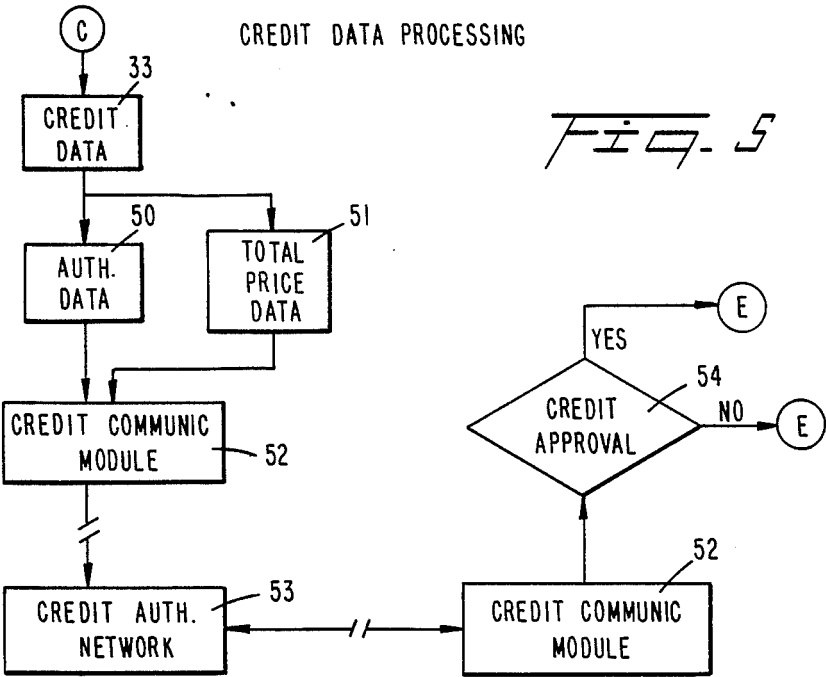 C
CREDIT DATA PROCESSING
33
CREDIT
DATA
Fig. 5
50
51
AUTH.
DATA
TOTAL
PRICE
DATA
E
YES
54
CREDIT
APPROVAL
NO
E
CREDIT COMMUNIC
MODULE
52
52
53
CREDIT AUTH.
NETWORK
CREDIT COMMUNIC
MODULE